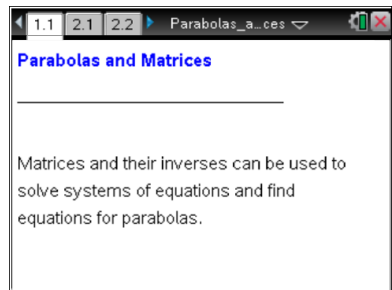 1.1 2.1 2.2 Parabolas_a...ces
Parabolas and Matrices
Matrices and their inverses can be used to
solve systems of equations and find
equations for parabolas.